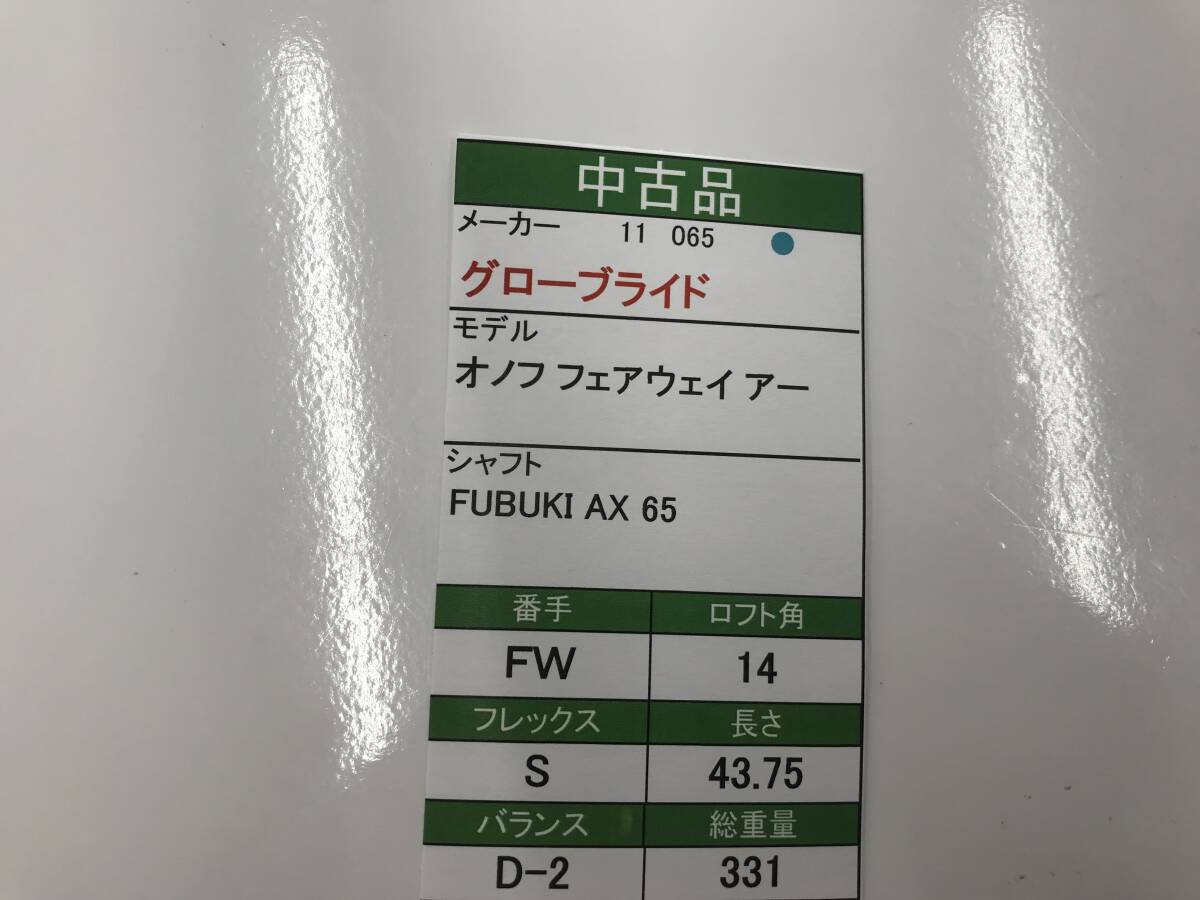 中古品
メーカー 11 065
グローブライド
モデル
オノフ フェアウェイ アー
シャフト
FUBUKI AX 65
番手 ロフト角
FW 14
フレックス 長さ
S 43.75
バランス 総重量
D-2 331